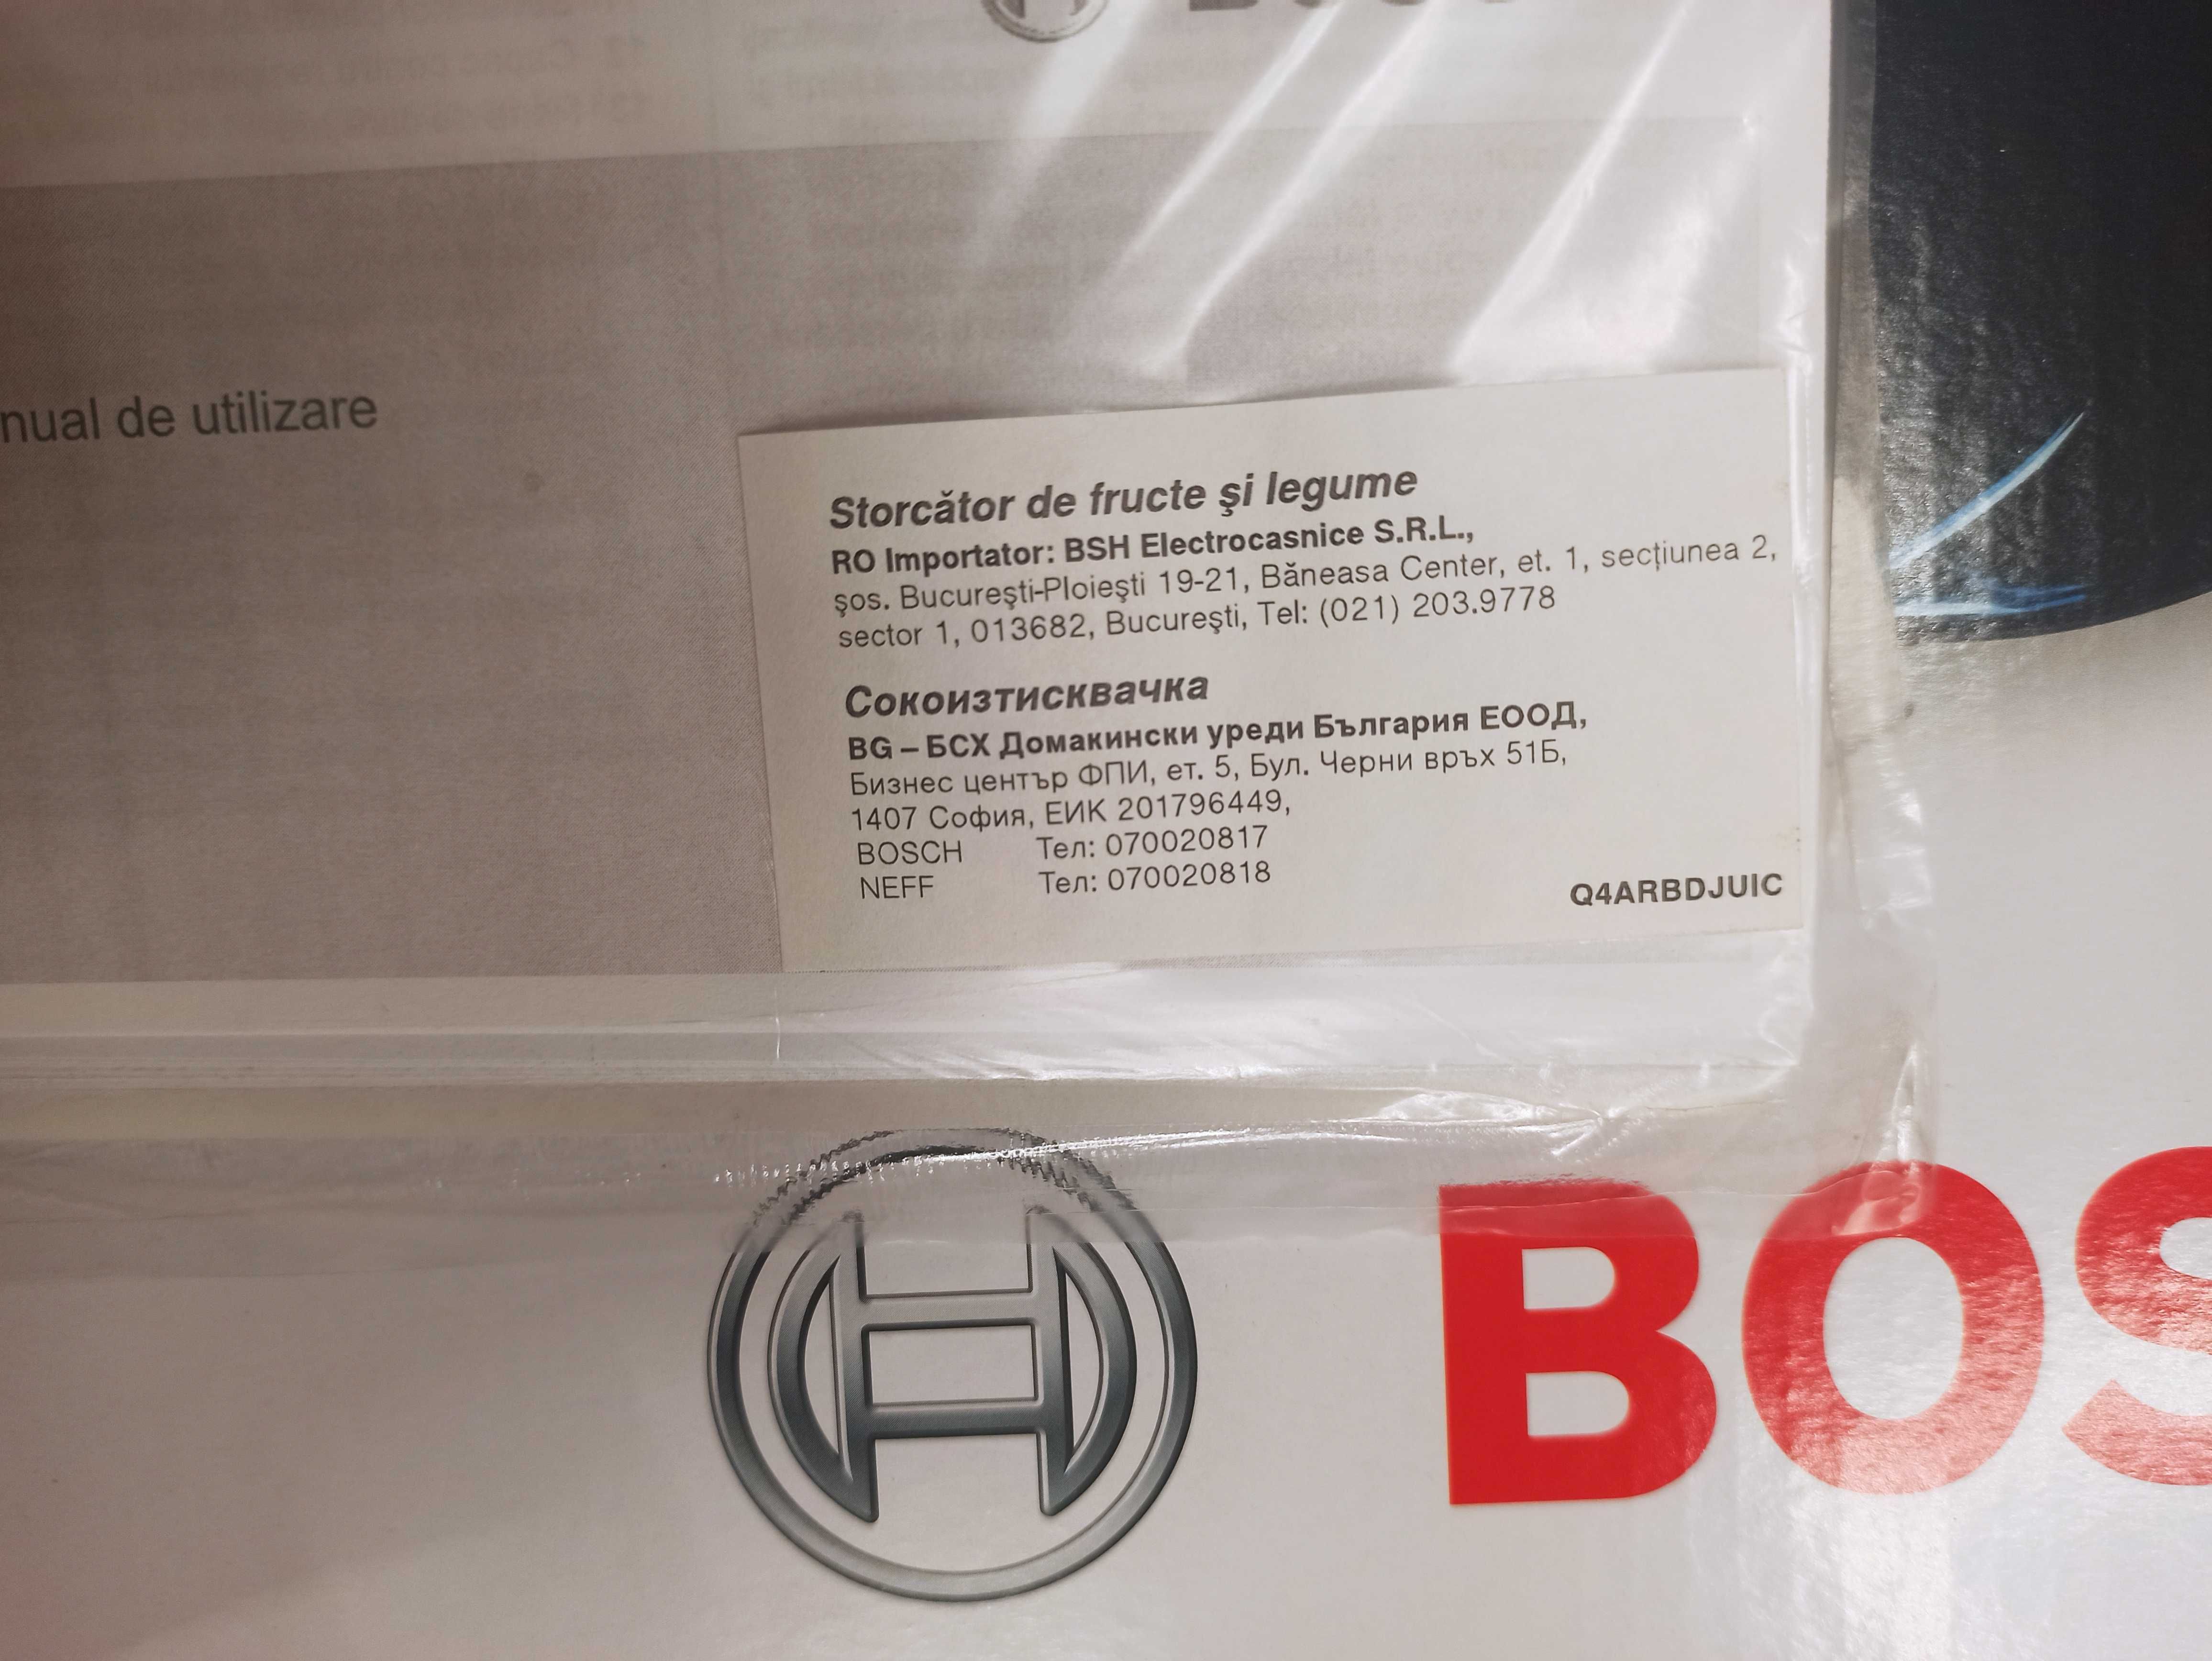 nual de utilizare
Storcător de fructe şi legume
RO Importator: BSH Electrocasnice S.R.L.,
şos. Bucureşti-Ploieşti 19-21, Băneasa Center, et. 1, secţiunea 2,
sector 1, 013682, Bucureşti, Tel: (021) 203.9778
Сокоизтисквачка
BG – БСХ Домакински уреди България ЕООД,
Бизнес център ФПИ, ет. 5, Бул. Черни връх 51Б,
1407 София, ЕИК 201796449,
BOSCH Тел: 070020817
NEFF Тел: 070020818
Q4ARBDJUIC
BOS